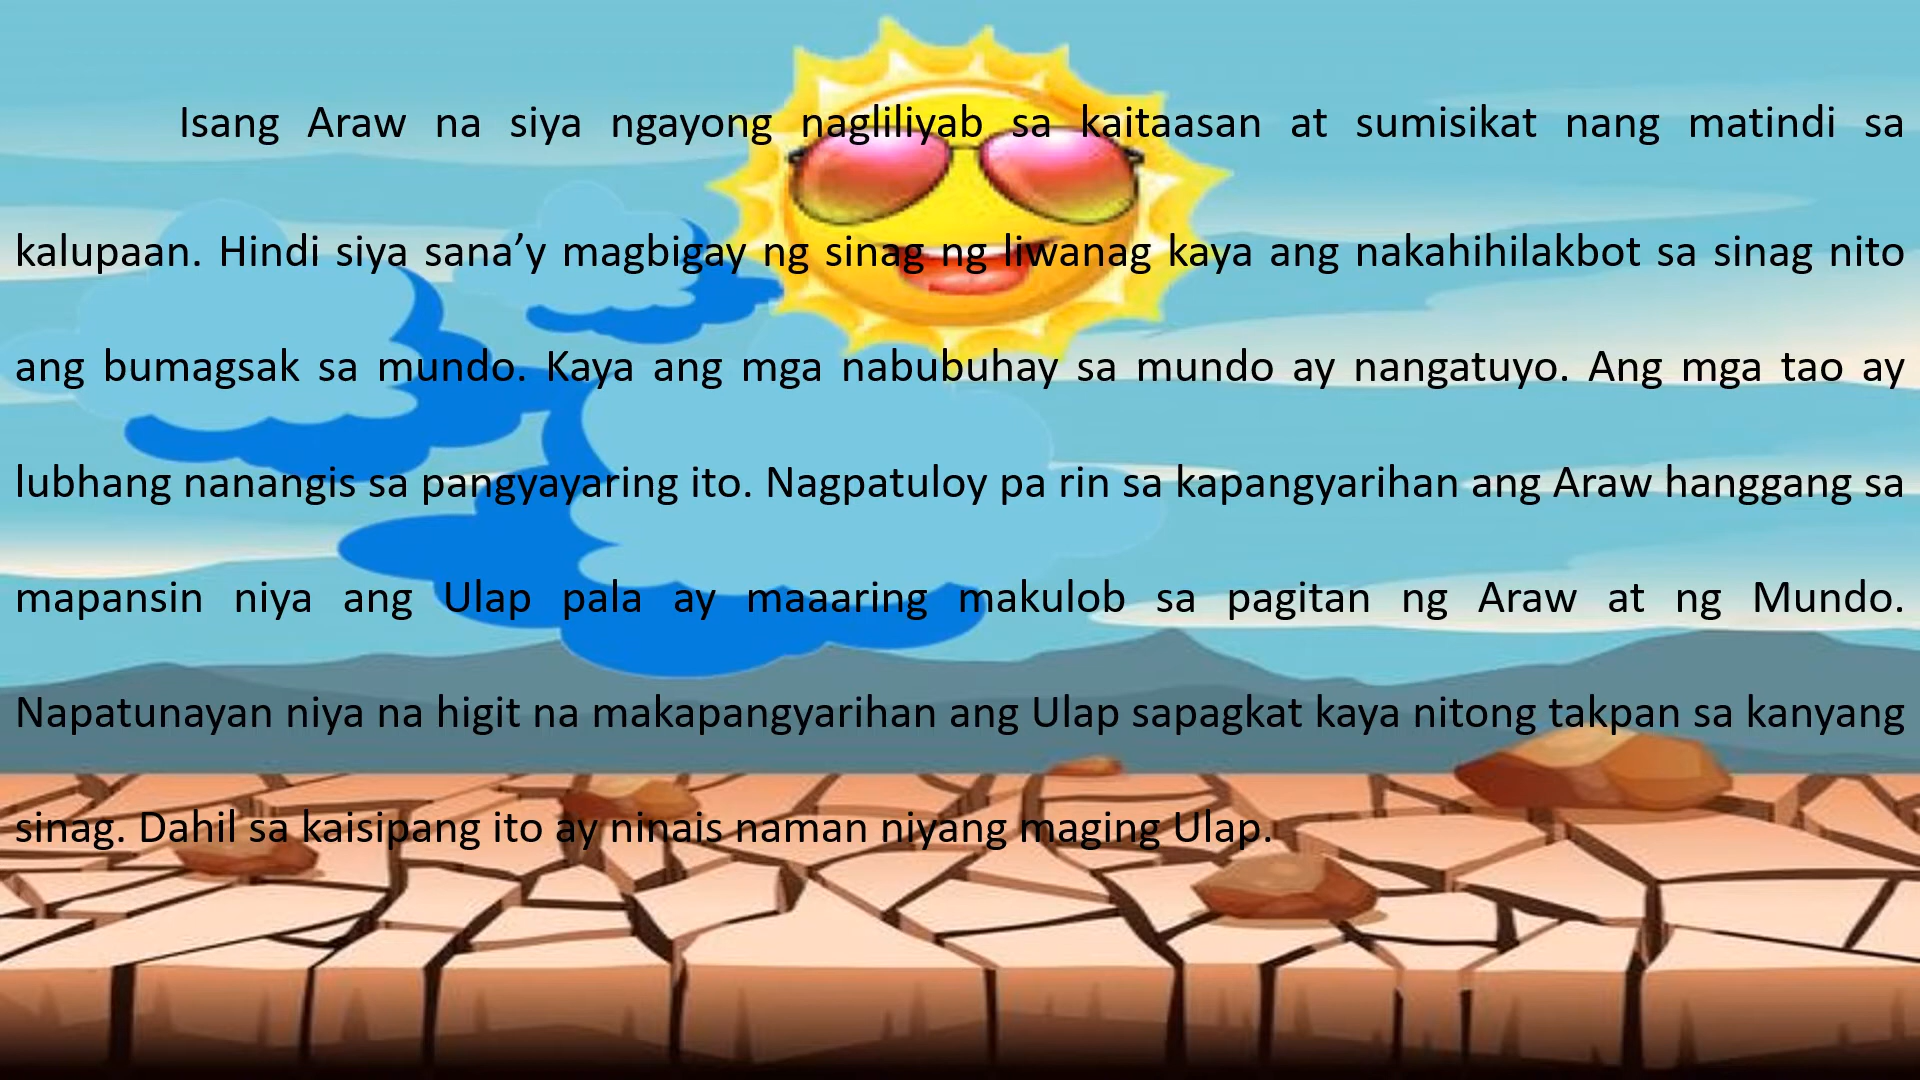 Isang Araw na siya ngayong nagliliyab sa kaitaasan at sumisikat nang matindi sa
kalupaan. Hindi siya sana’y magbigay ng sinag ng liwanag kaya ang nakahihilakbot sa sinag nito
ang bumagsak sa mundo. Kaya ang mga nabubuhay sa mundo ay nangatuyo. Ang mga tao ay
lubhang nanangis sa pangyayaring ito. Nagpatuloy pa rin sa kapangyarihan ang Araw hanggang sa
mapansin niya ang Ulap pala ay maaaring makulob sa pagitan ng Araw at ng Mundo.
Napatunayan niya na higit na makapangyarihan ang Ulap sapagkat kaya nitong takpan sa kanyang
sinag. Dahil sa kaisipang ito ay ninais naman niyang maging Ulap.